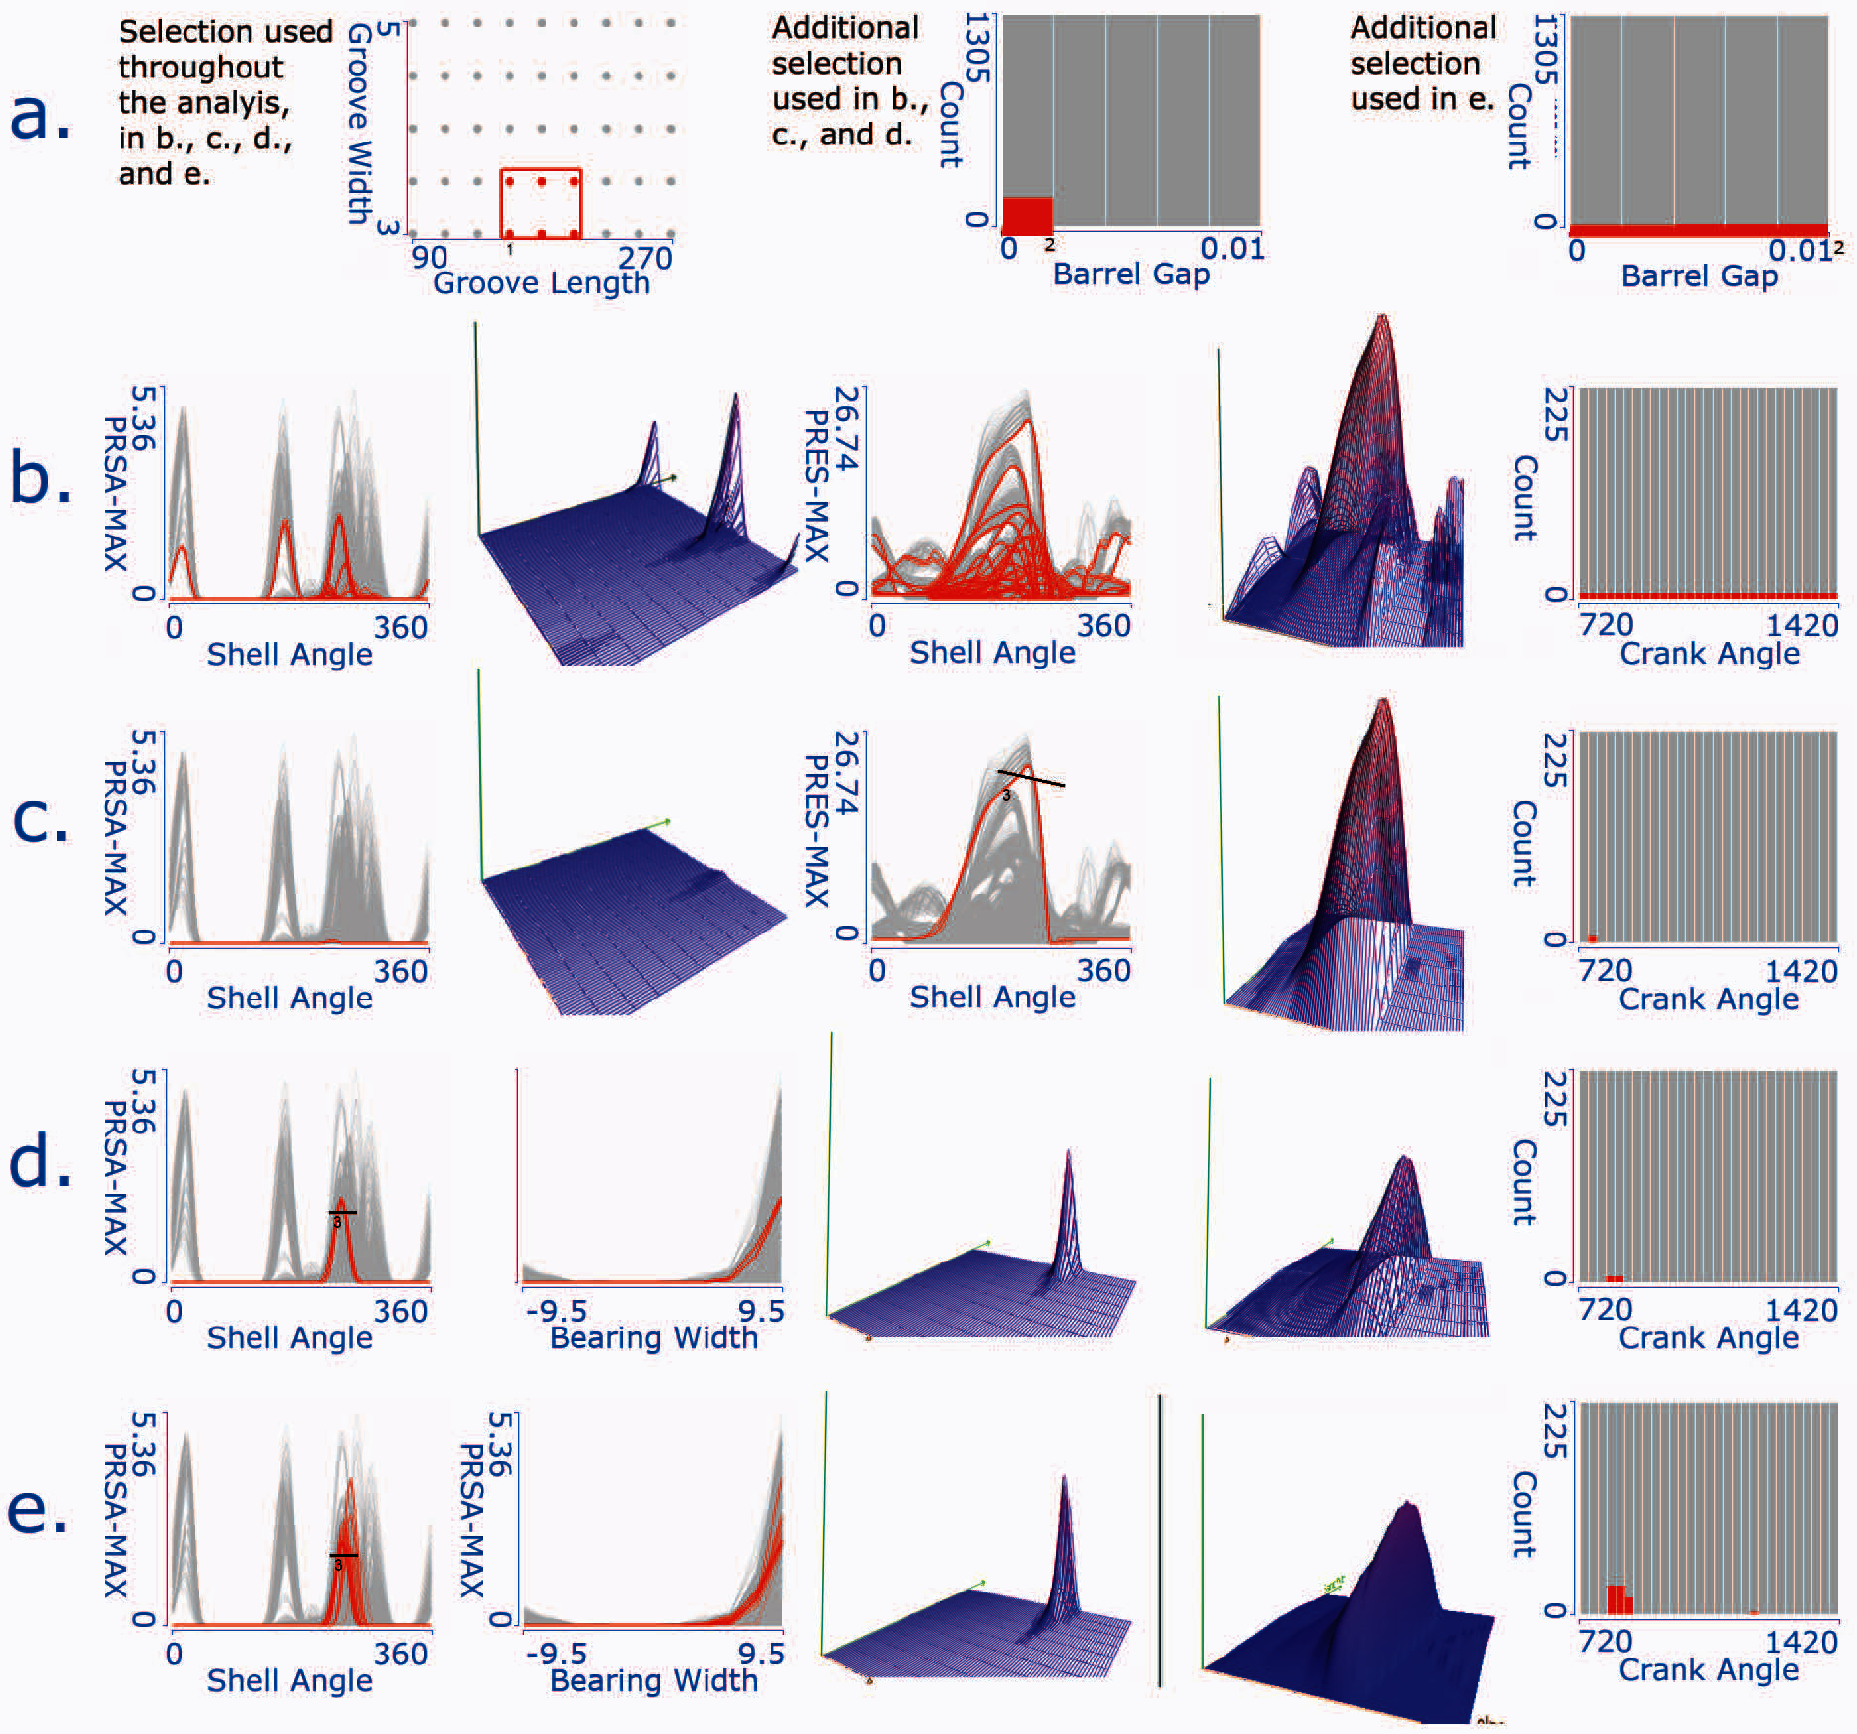 a.
Selection used
throughout
the analyis,
in b., c., d.,
and e.
5
Groove Width
3
1
90
270
Groove Length
Additional
selection
used in b.,
c., and d.
1305
Count
0
0
2
0.01
Barrel Gap
Additional
selection
used in e.
1305
Count
0
0
0.01
2
Barrel Gap
b.
5.36
PRSA-MAX
0
0
360
Shell Angle
26.74
PRES-MAX
0
0
360
Shell Angle
225
Count
0
720
1420
Crank Angle
c.
5.36
PRSA-MAX
0
0
360
Shell Angle
26.74
PRES-MAX
0
3
0
360
Shell Angle
225
Count
0
720
1420
Crank Angle
d.
5.36
PRSA-MAX
0
3
0
360
Shell Angle
-9.5
9.5
Bearing Width
225
Count
0
720
1420
Crank Angle
e.
5.36
PRSA-MAX
0
3
0
360
Shell Angle
5.36
PRSA-MAX
0
-9.5
9.5
Bearing Width
225
Count
0
720
1420
Crank Angle